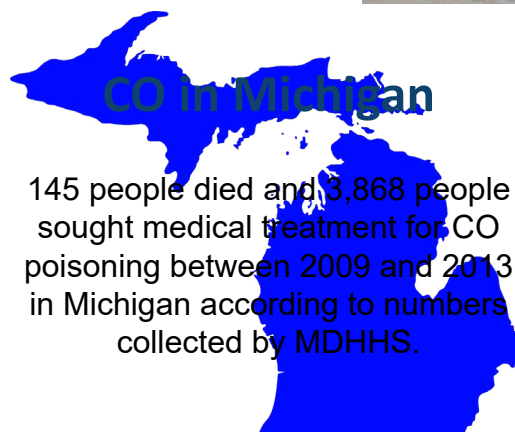 CO in Michigan
145 people died and 3,868 people
sought medical treatment for CO
poisoning between 2009 and 2013
in Michigan according to numbers
collected by MDHHS.